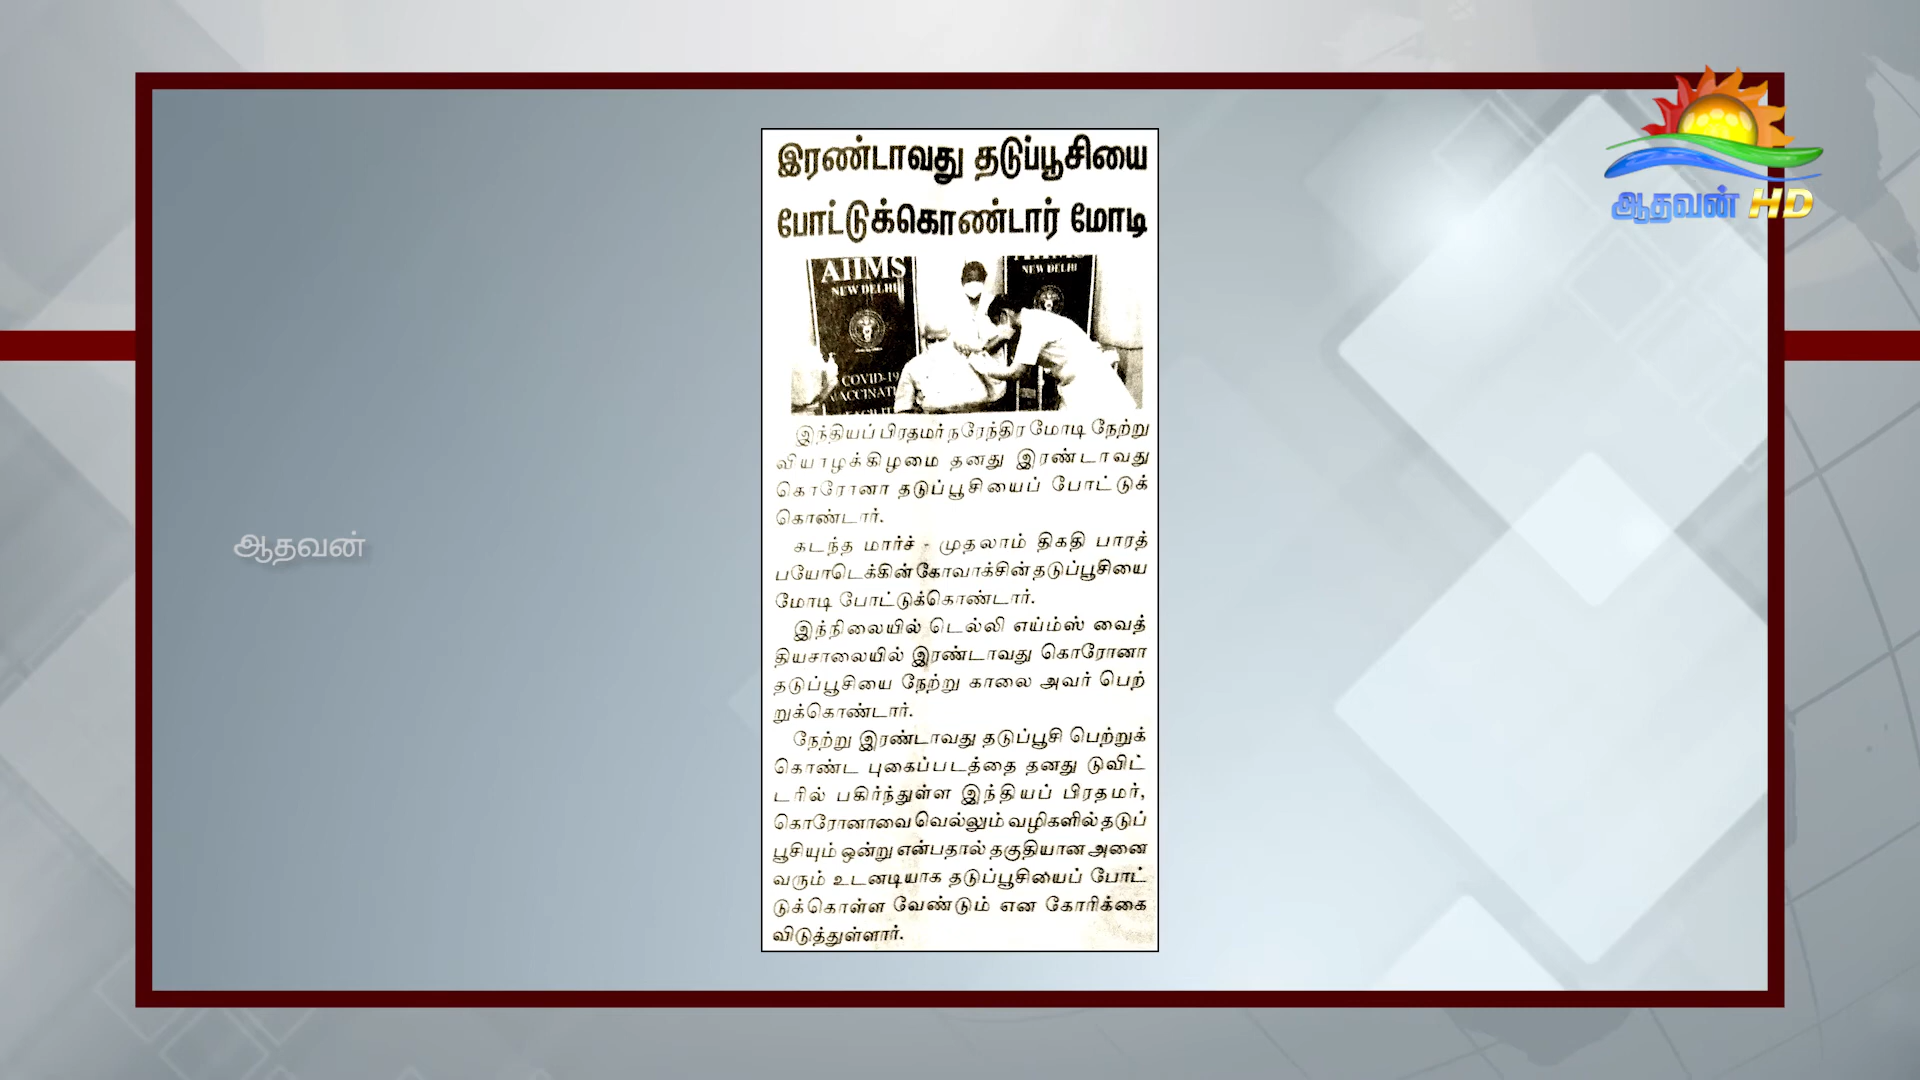 ஆதவன் HD
இரண்டாவது தடுப்பூசியை
போட்டுக்கொண்டார் மோடி
AIIMS
NEW DELHI
NEW DELHI
COVID-19
இந்தியப் பிரதமர் நரேந்திர மோடி நேற்று
வியாழக்கிழமை தனது இரண்டாவது
கொரோனா தடுப்பூசியைப் போட்டுக்
கொண்டார்.
கடந்த மார்ச் - முதலாம் திகதி பாரத்
பயோடெக்கின் கோவாக்சின் தடுப்பூசியை
மோடி போட்டுக்கொண்டார்.
இந்நிலையில் டெல்லி எய்ம்ஸ் வைத்
தியசாலையில் இரண்டாவது கொரோனா
தடுப்பூசியை நேற்று காலை அவர் பெற்
றுக்கொண்டார்.
நேற்று இரண்டாவது தடுப்பூசி பெற்றுக்
கொண்ட புகைப்படத்தை தனது டுவிட்
டரில் பகிர்ந்துள்ள இந்தியப் பிரதமர்,
கொரோனாவை வெல்லும் வழிகளில் தடுப்
பூசியும் ஒன்று என்பதால் தகுதியான அனை
வரும் உடனடியாக தடுப்பூசியைப் போட்
டுக்கொள்ள வேண்டும் என கோரிக்கை
விடுத்துள்ளார்.
ஆதவன்